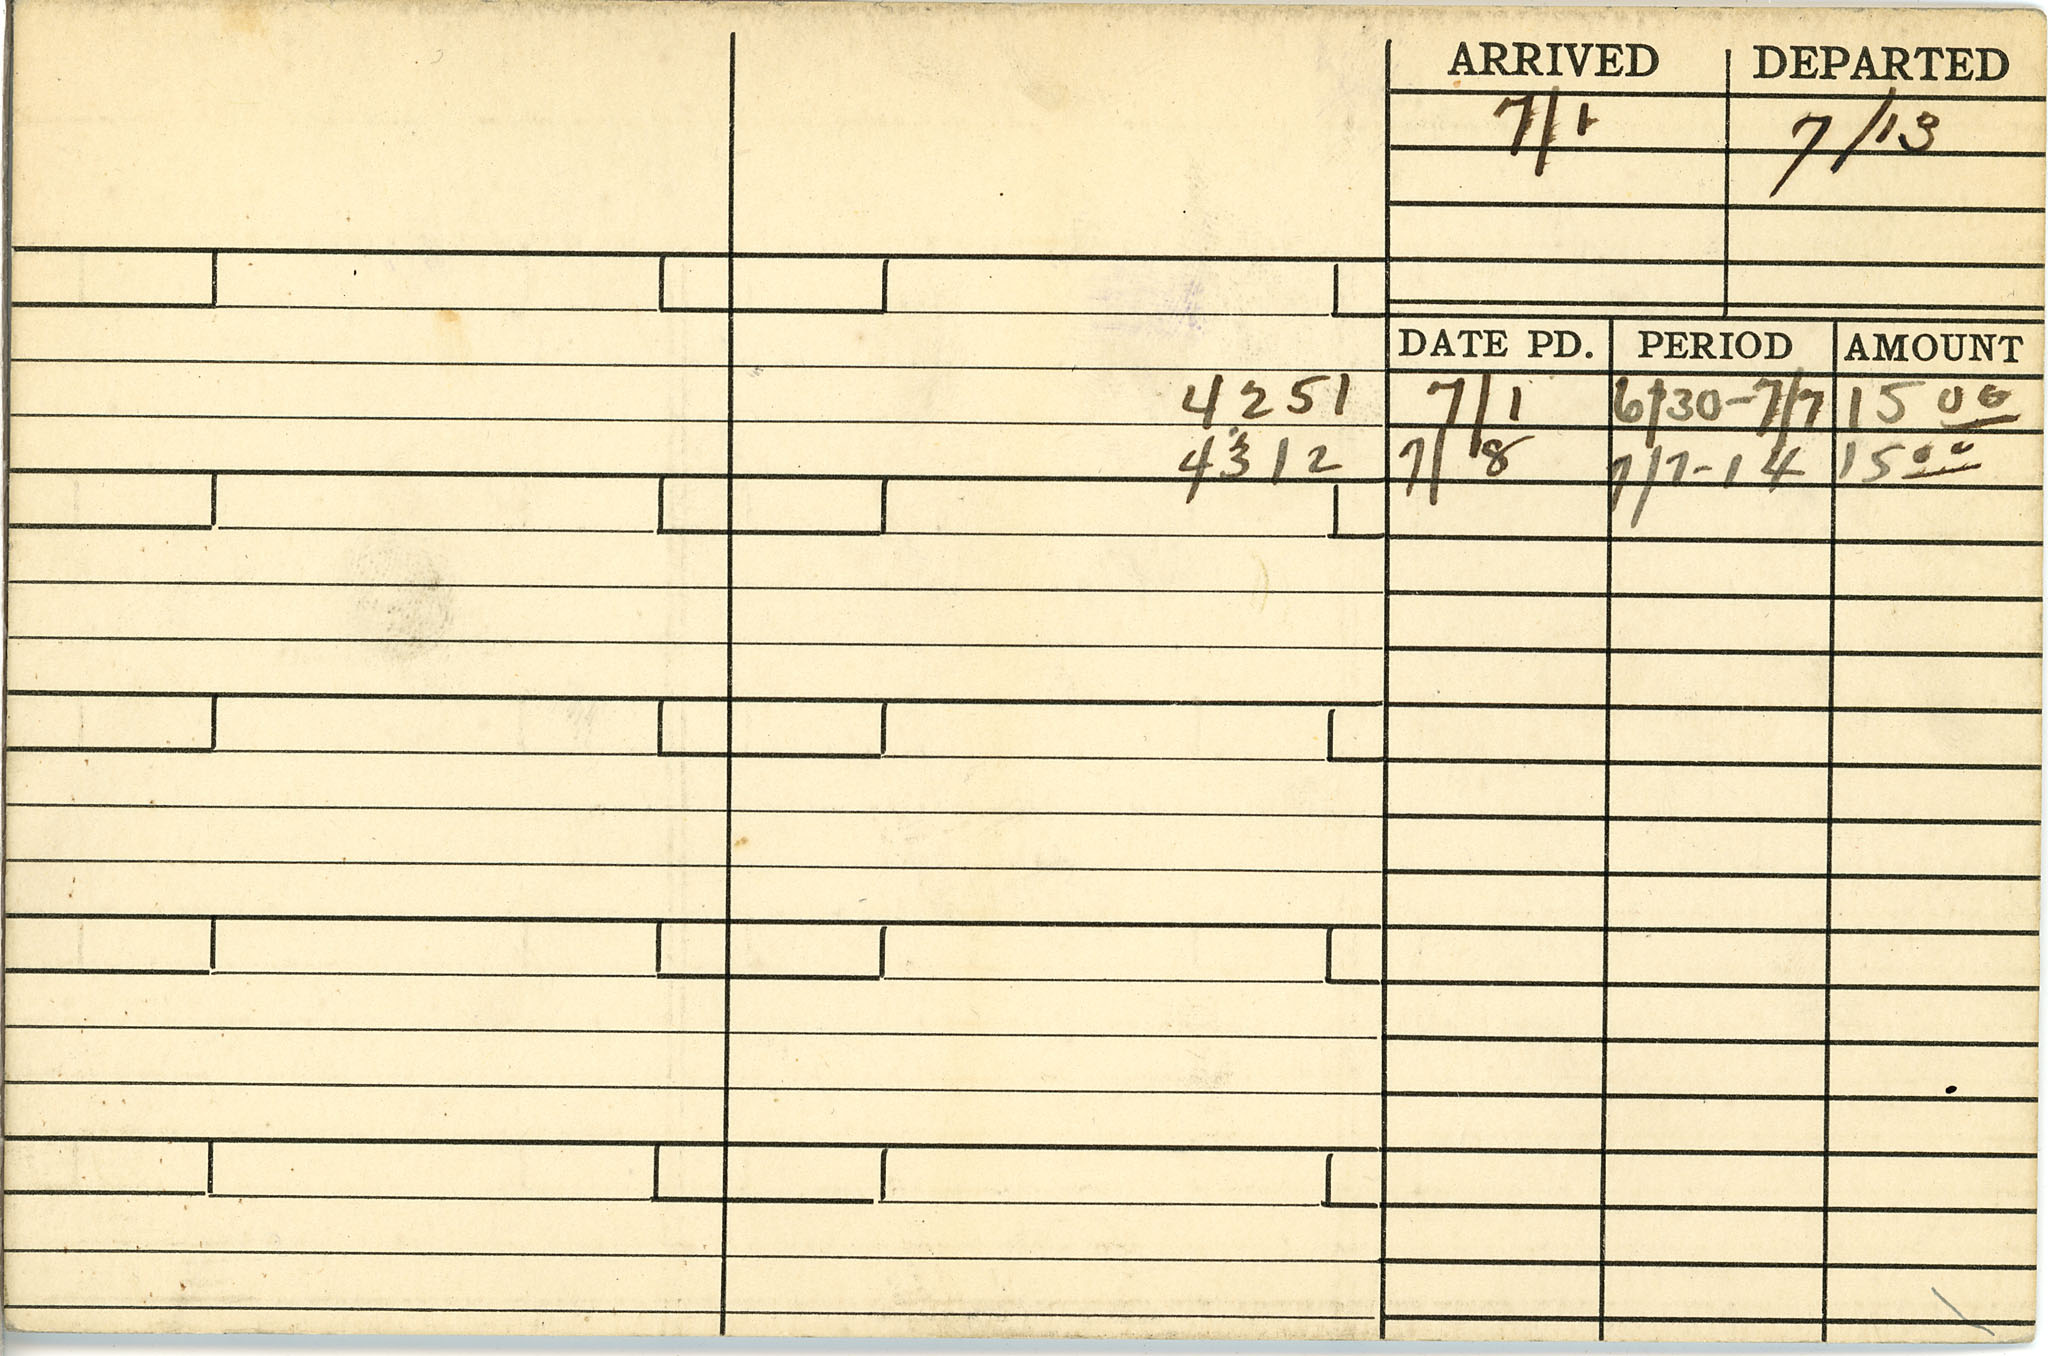 ARRIVED DEPARTED
7/1 7/13
DATE PD. PERIOD AMOUNT
4251 7/1 6/30-7/7 15 00
4312 7/8 7/7-14 15 00